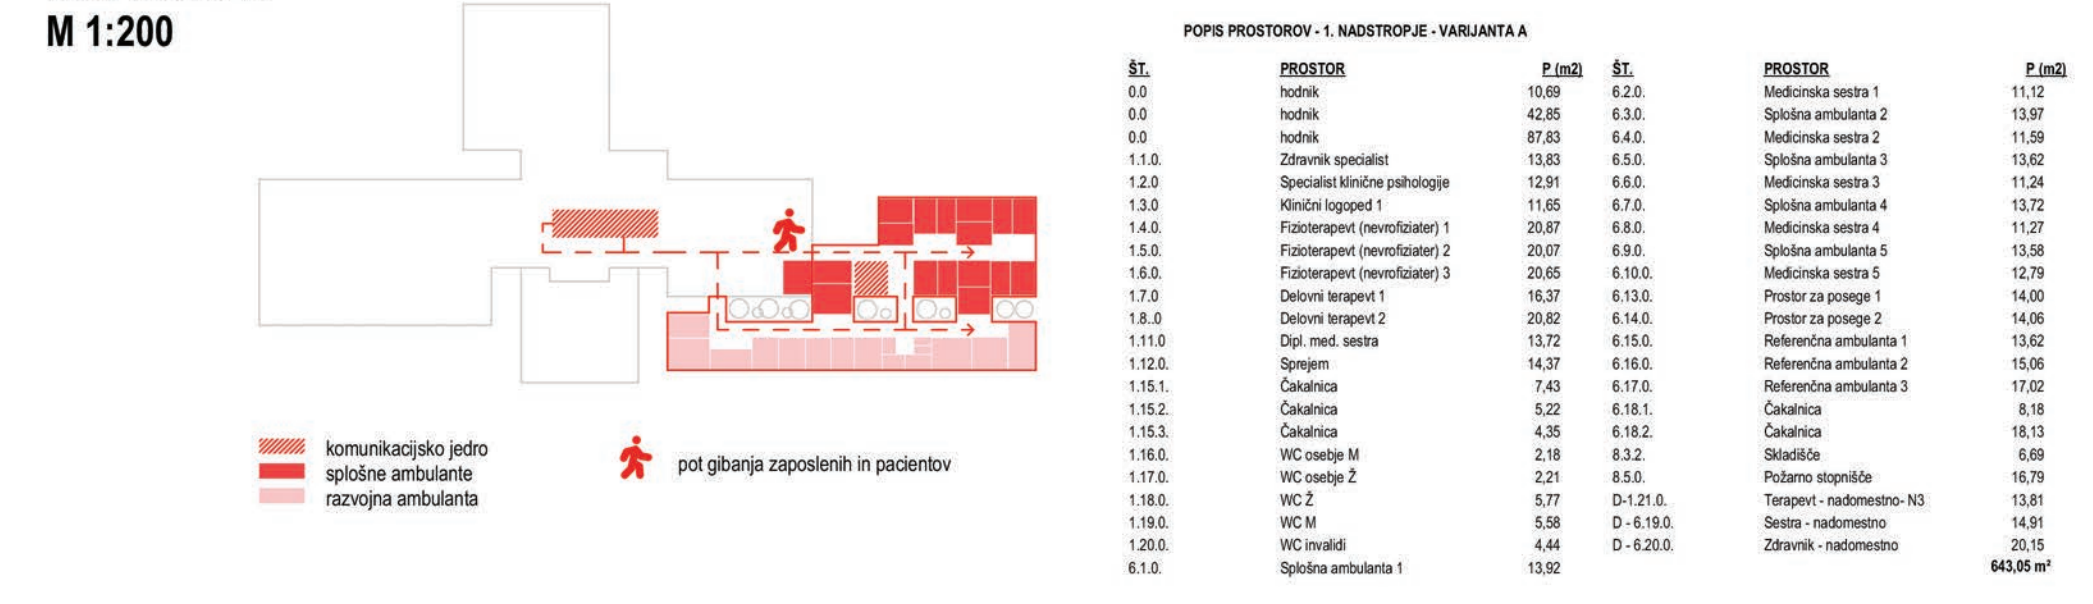 M 1:200
komunikacijsko jedro
splošne ambulante
razvojna ambulanta
pot gibanja zaposlenih in pacientov
POPIS PROSTOROV - 1. NADSTROPJE - VARIJANTA A
ŠT. PROSTOR P (m2) ŠT. PROSTOR P (m2)
0.0 hodnik 10,69 6.2.0. Medicinska sestra 1 11,12
0.0 hodnik 42,85 6.3.0. Splošna ambulanta 2 13,97
0.0 hodnik 87,83 6.4.0. Medicinska sestra 2 11,59
1.1.0. Zdravnik specialist 13,83 6.5.0. Splošna ambulanta 3 13,62
1.2.0 Specialist klinične psihologije 12,91 6.6.0. Medicinska sestra 3 11,24
1.3.0 Klinični logoped 1 11,65 6.7.0. Splošna ambulanta 4 13,72
1.4.0. Fizioterapevt (nevrofiziater) 1 20,87 6.8.0. Medicinska sestra 4 11,27
1.5.0. Fizioterapevt (nevrofiziater) 2 20,07 6.9.0. Splošna ambulanta 5 13,58
1.6.0. Fizioterapevt (nevrofiziater) 3 20,65 6.10.0. Medicinska sestra 5 12,79
1.7.0 Delovni terapevt 1 16,37 6.13.0. Prostor za posege 1 14,00
1.8..0 Delovni terapevt 2 20,82 6.14.0. Prostor za posege 2 14,06
1.11.0 Dipl. med. sestra 13,72 6.15.0. Referenčna ambulanta 1 13,62
1.12.0. Sprejem 14,37 6.16.0. Referenčna ambulanta 2 15,06
1.15.1. Čakalnica 7,43 6.17.0. Referenčna ambulanta 3 17,02
1.15.2. Čakalnica 5,22 6.18.1. Čakalnica 8,18
1.15.3. Čakalnica 4,35 6.18.2. Čakalnica 18,13
1.16.0. WC osebje M 2,18 8.3.2. Skladišče 6,69
1.17.0. WC osebje Ž 2,21 8.5.0. Požarno stopnišče 16,79
1.18.0. WC Ž 5,77 D-1.21.0. Terapevt - nadomestno- N3 13,81
1.19.0. WC M 5,58 D - 6.19.0. Sestra - nadomestno 14,91
1.20.0. WC invalidi 4,44 D - 6.20.0. Zdravnik - nadomestno 20,15
6.1.0. Splošna ambulanta 1 13,92 643,05 m²